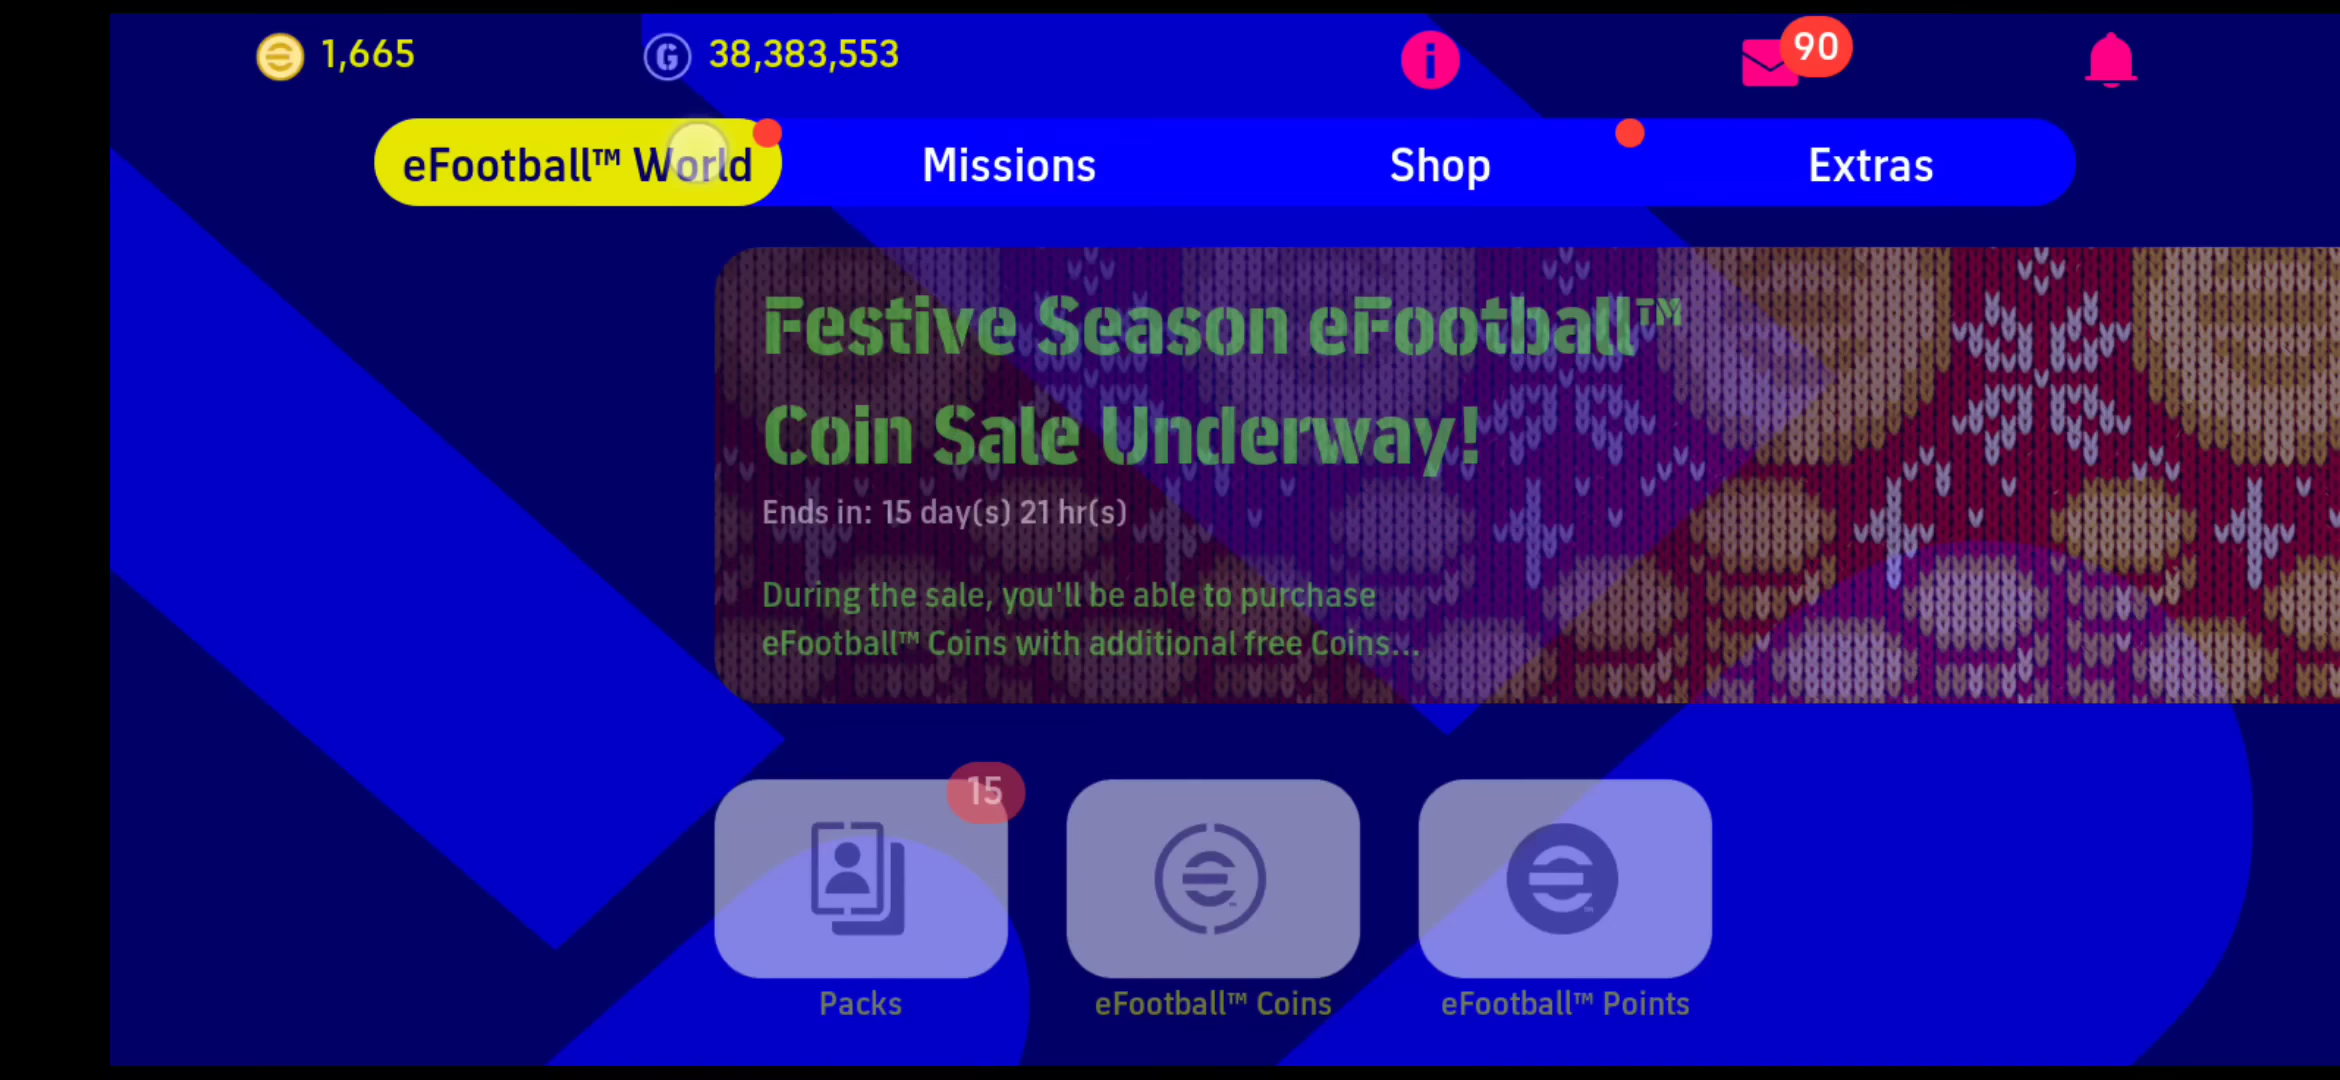 1,665
38,383,553
90
eFootball™ World
Missions
Shop
Extras
Festive Season eFootball™
Coin Sale Underway!
Ends in: 15 day(s) 21 hr(s)
During the sale, you'll be able to purchase
eFootball™ Coins with additional free Coins...
15
Packs
eFootball™ Coins
eFootball™ Points